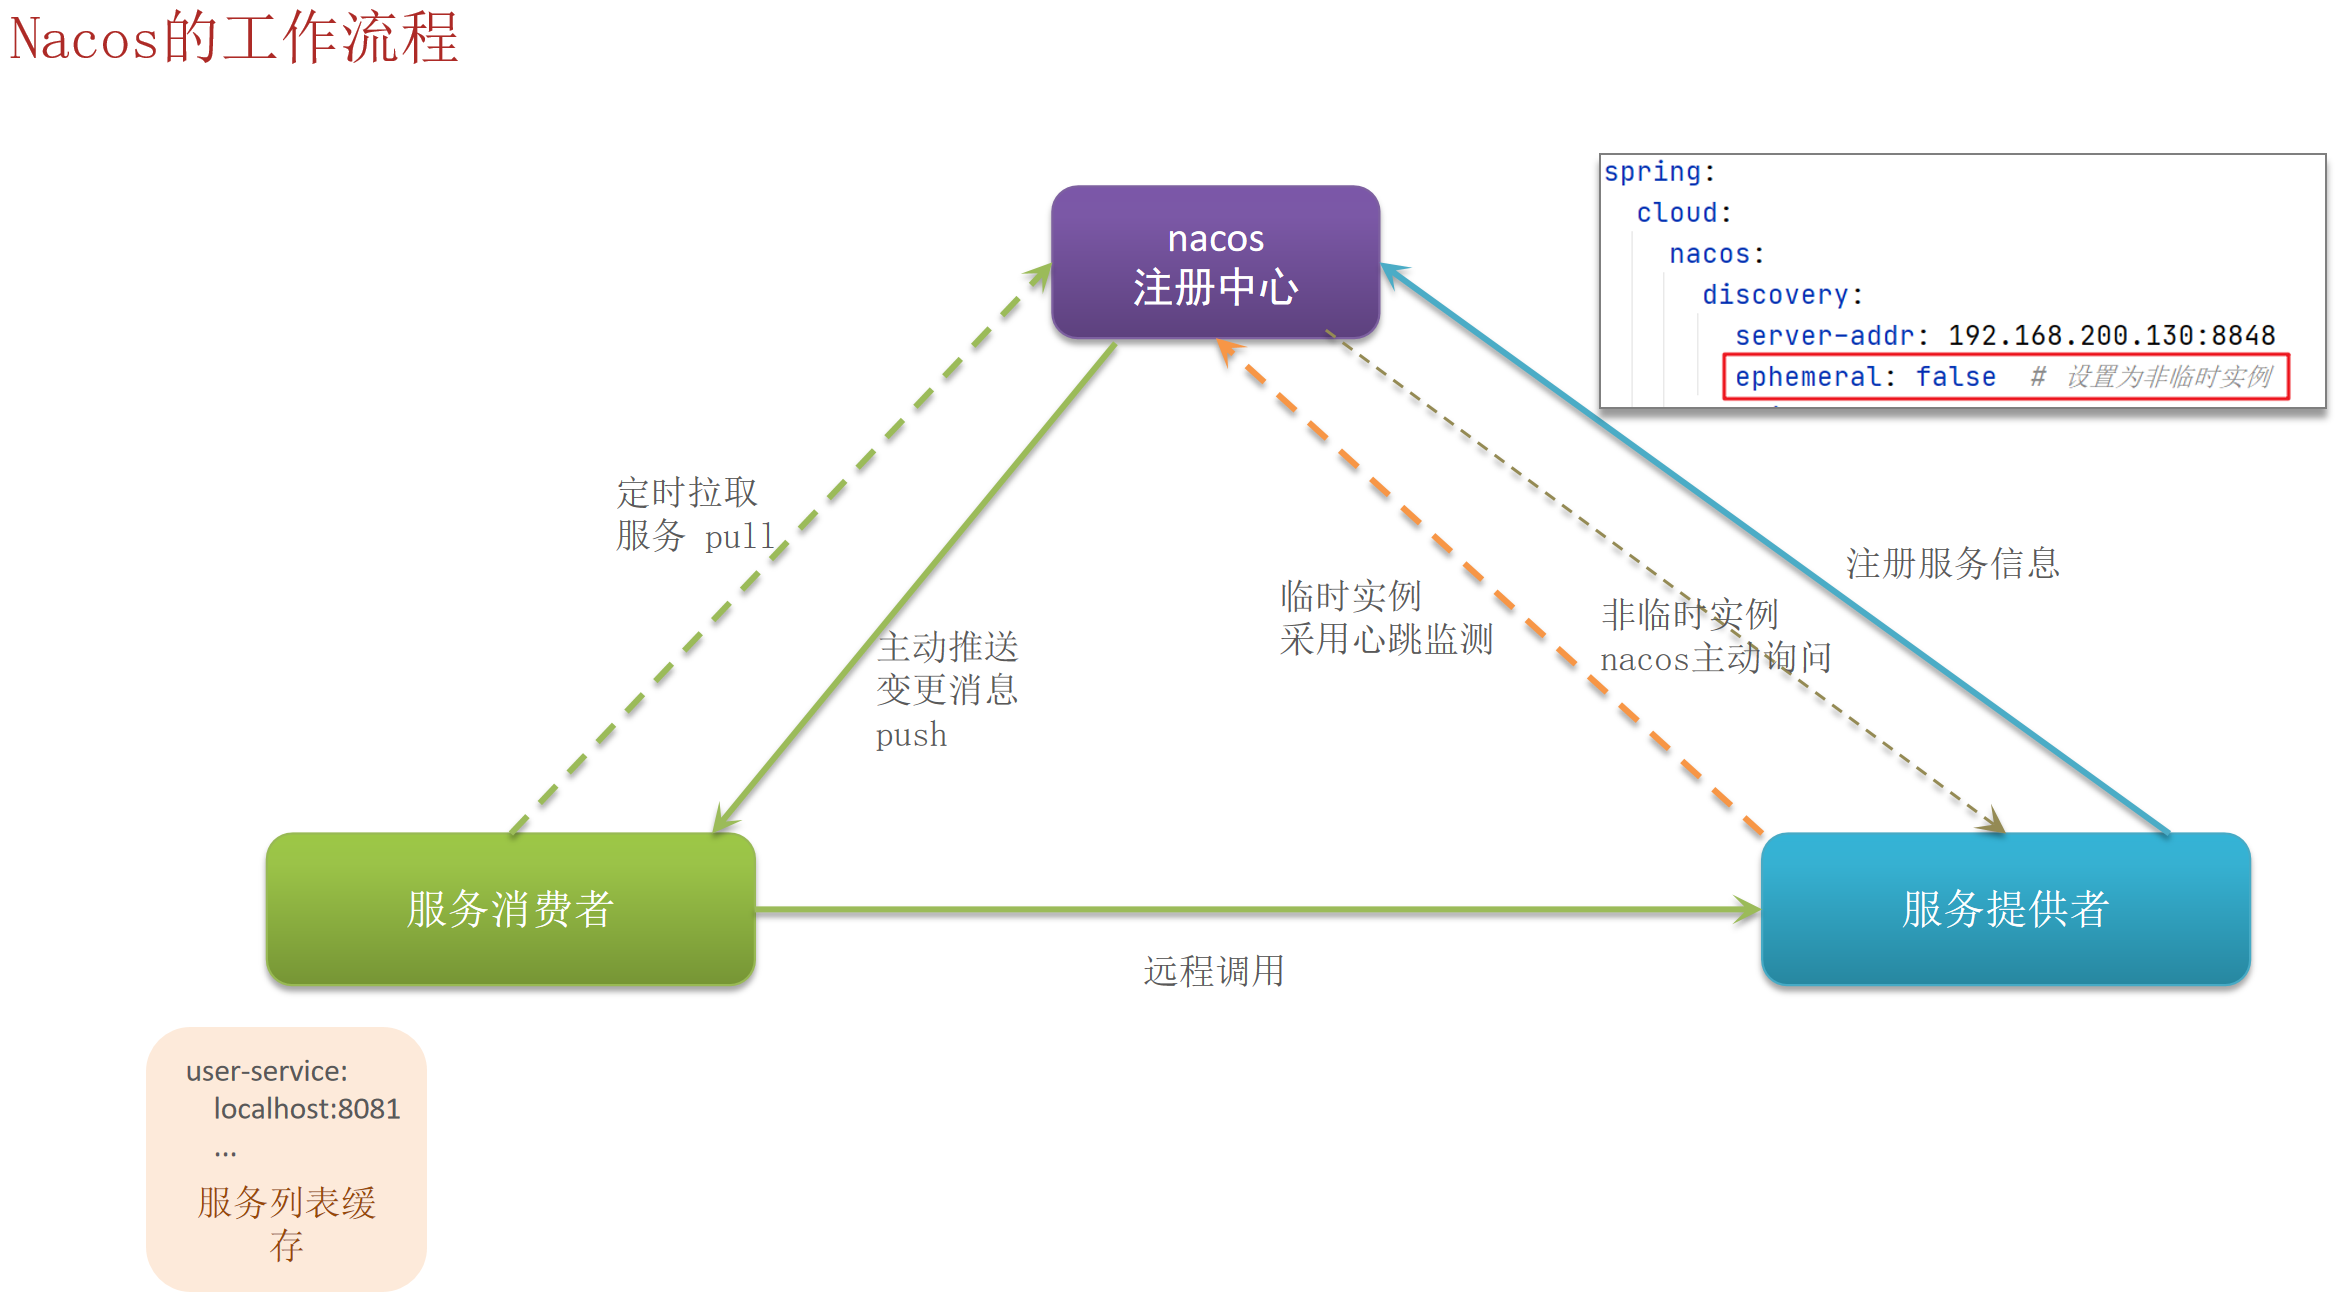 Nacos的工作流程
nacos
注册中心
spring:
cloud:
nacos:
discovery:
server-addr: 192.168.200.130:8848
ephemeral: false # 设置为非临时实例
定时拉取
服务 pull
主动推送
变更消息
push
临时实例
采用心跳监测
非临时实例
nacos主动询问
注册服务信息
服务消费者
服务提供者
远程调用
user-service:
localhost:8081
...
服务列表缓
存